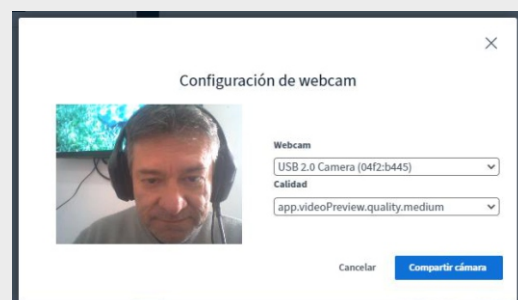 Configuración de webcam
Webcam
USB 2.0 Camera (04f2:b445)
Calidad
app.videoPreview.quality.medium
Cancelar
Compartir cámara